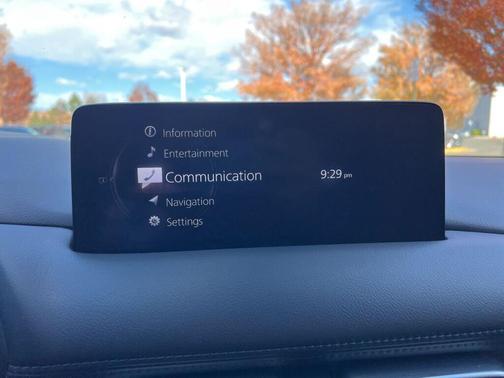 Information
Entertainment
Communication 9:29 pm
Navigation
Settings